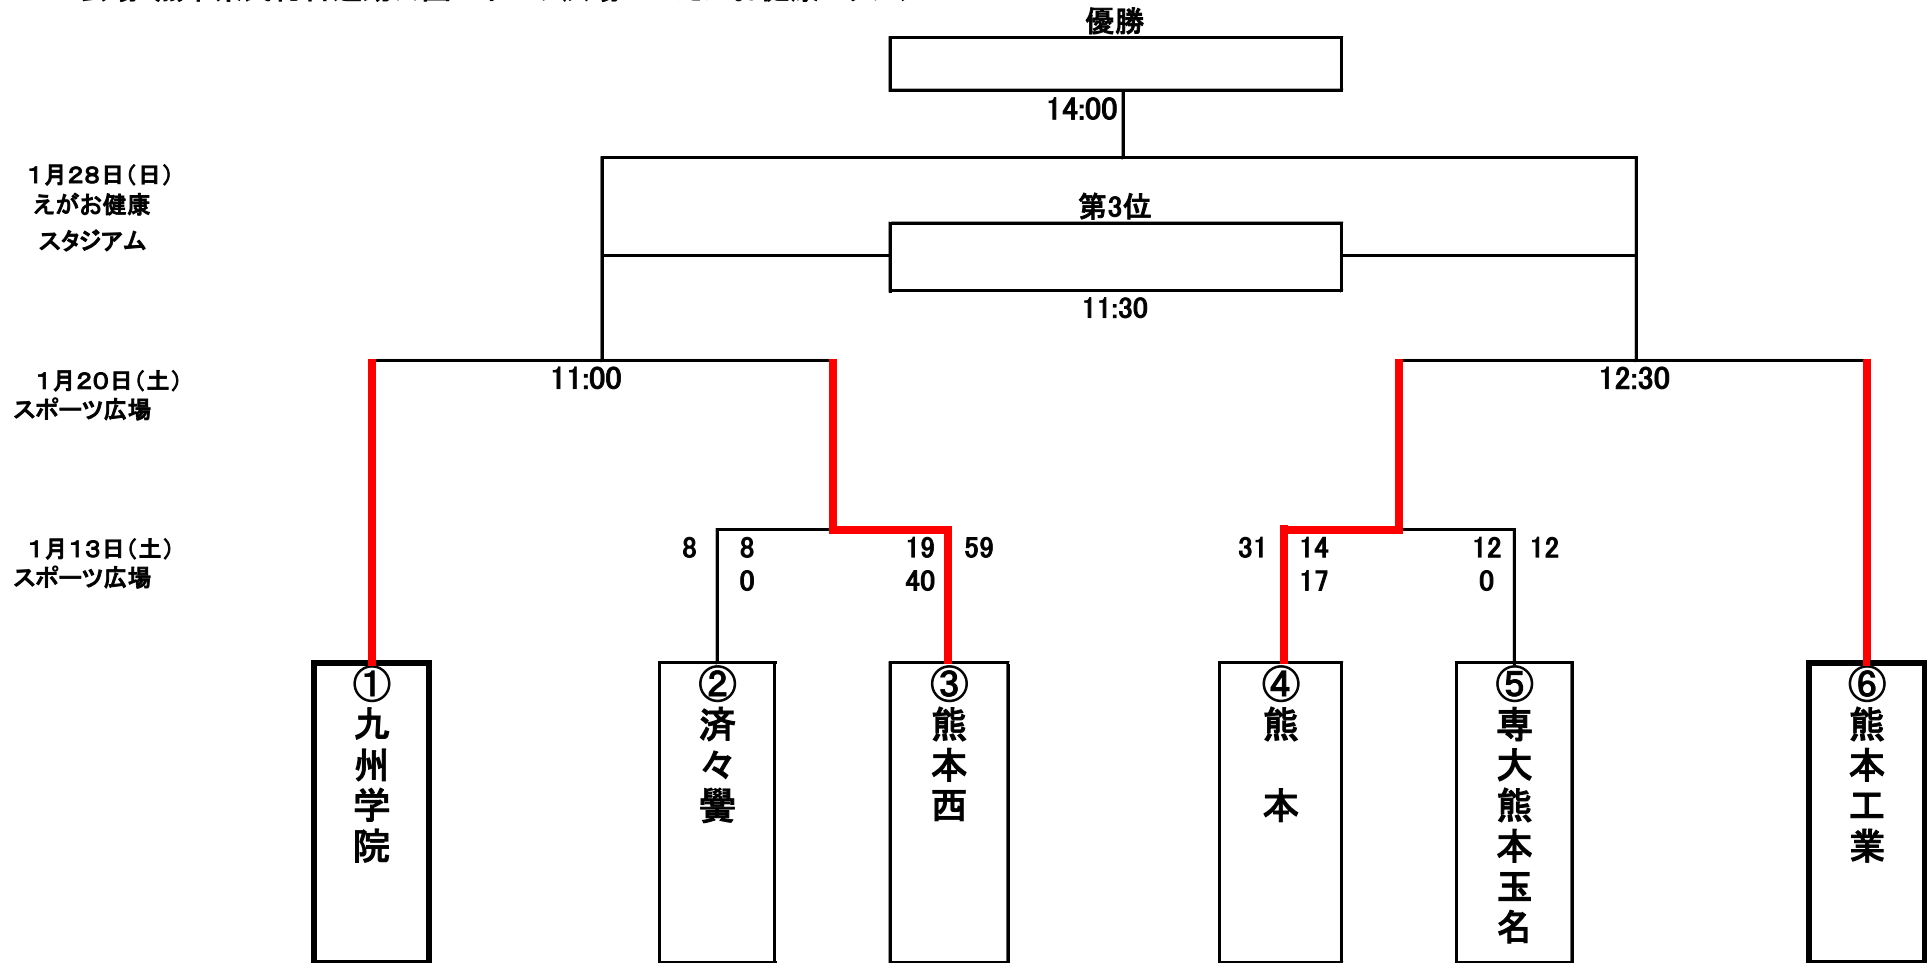 優勝
14:00
1月28日(日)
えがお健康
スタジアム
第3位
11:30
1月20日(土)
スポーツ広場
11:00
12:30
1月13日(土)
スポーツ広場
8 8 19 59 31 14 12 12
0 40 17 0
①九州学院
②済々黌
③熊本西
④熊 本
⑤専大熊本玉名
⑥熊本工業